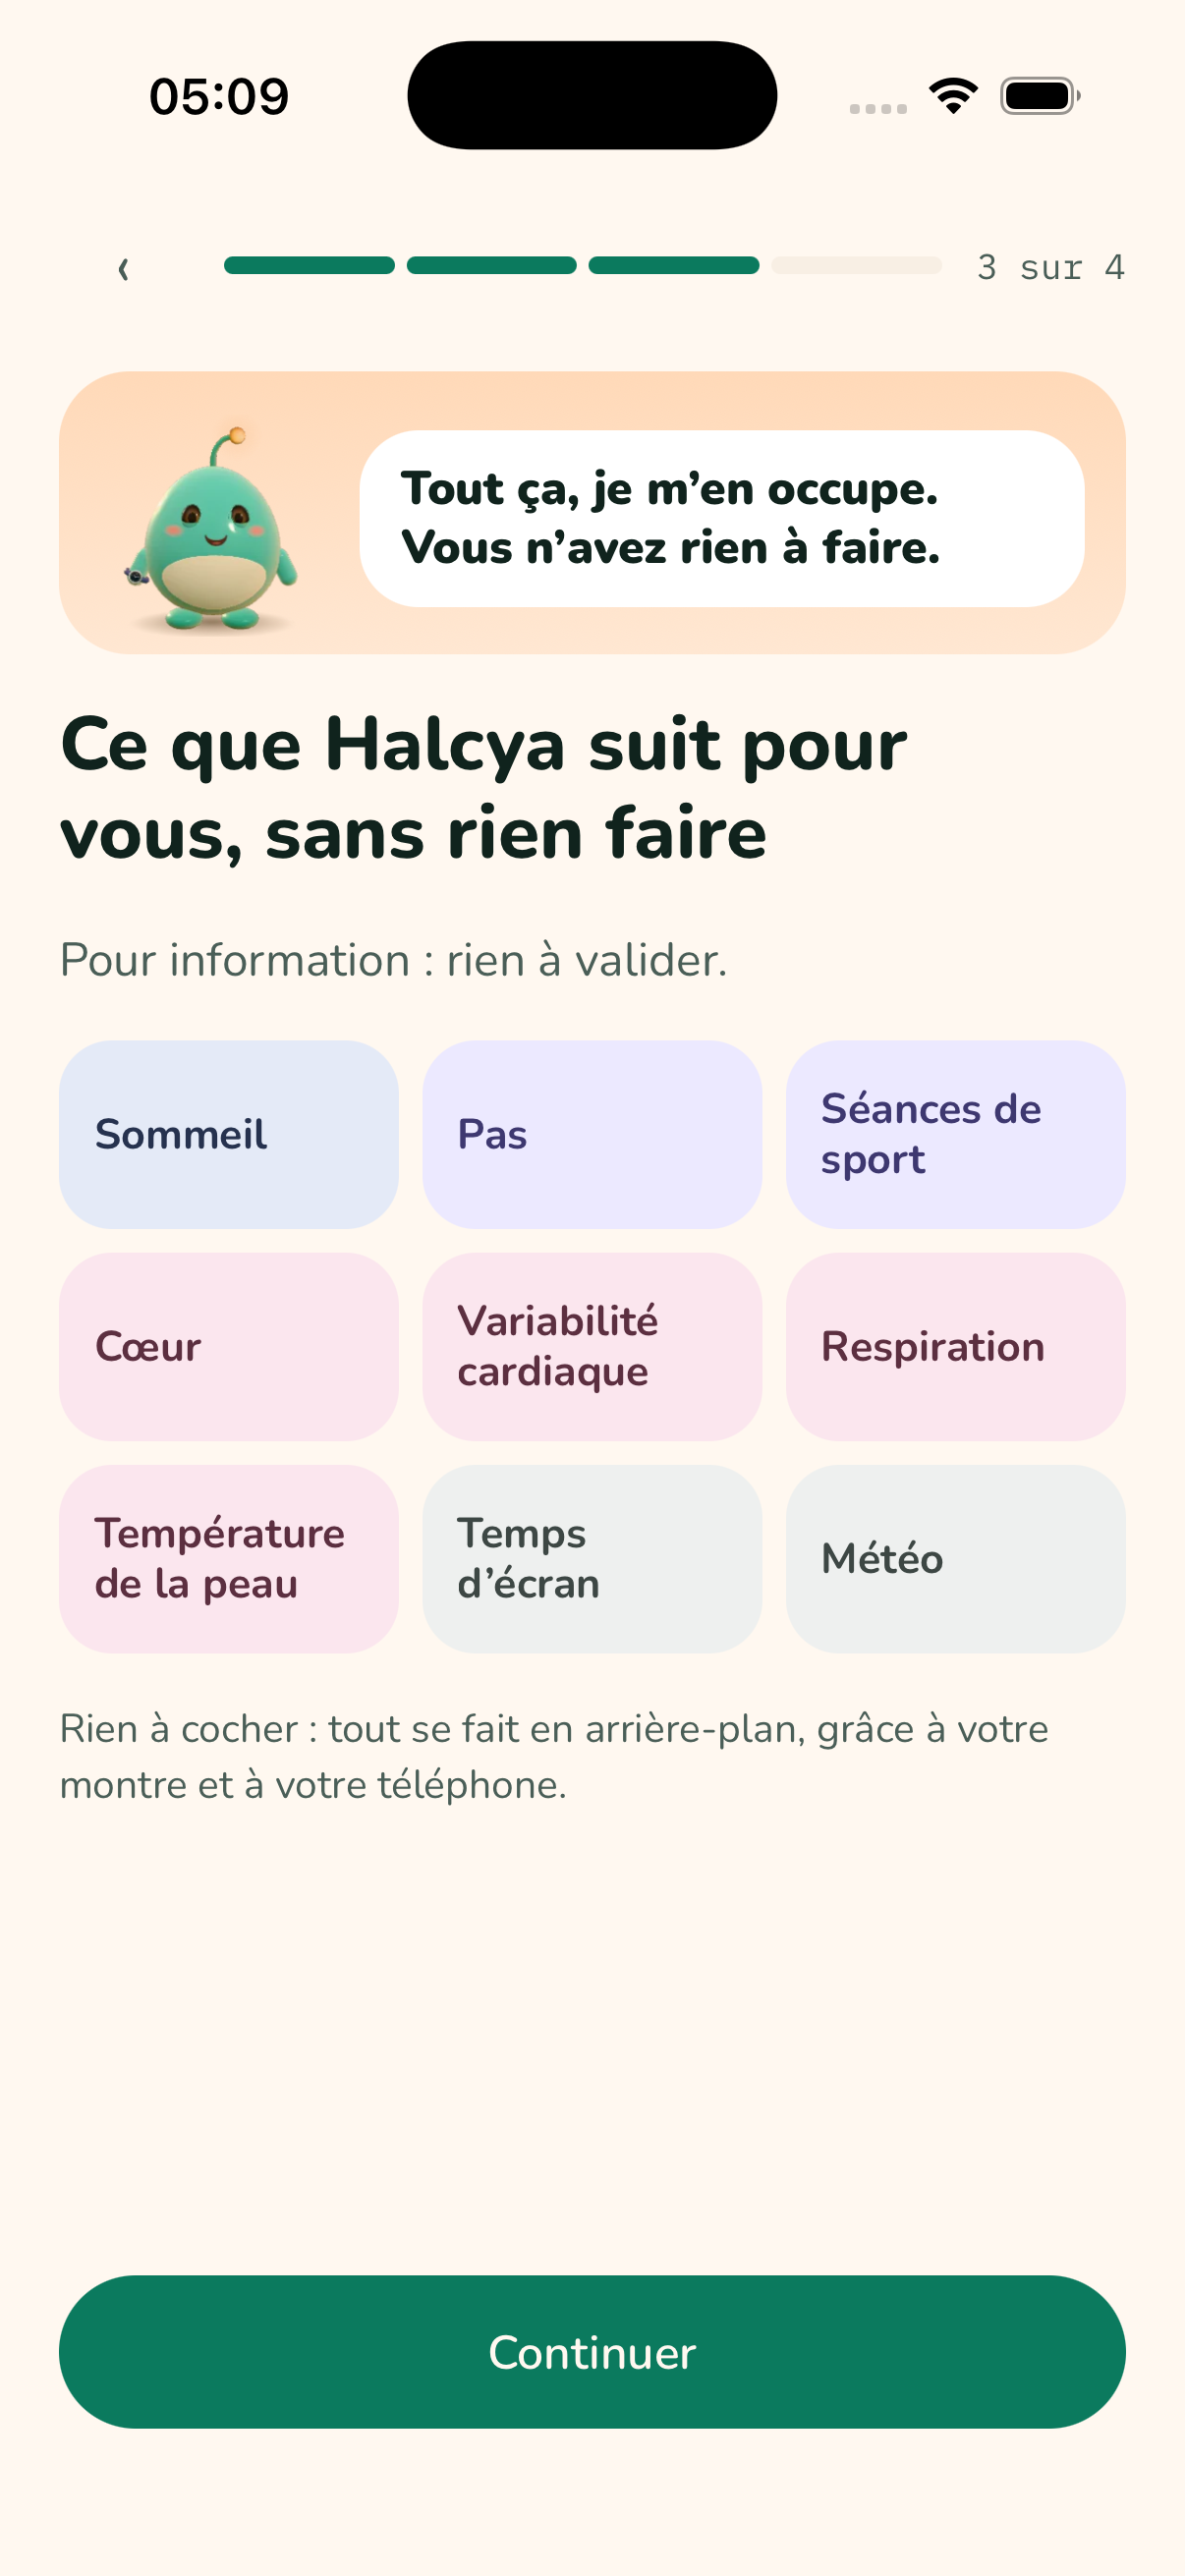 05:09
3 sur 4
Tout ça, je m’en occupe.
Vous n’avez rien à faire.
Ce que Halcya suit pour
vous, sans rien faire
Pour information : rien à valider.
Sommeil
Pas
Séances de
sport
Cœur
Variabilité
cardiaque
Respiration
Température
de la peau
Temps
d’écran
Météo
Rien à cocher : tout se fait en arrière-plan, grâce à votre
montre et à votre téléphone.
Continuer